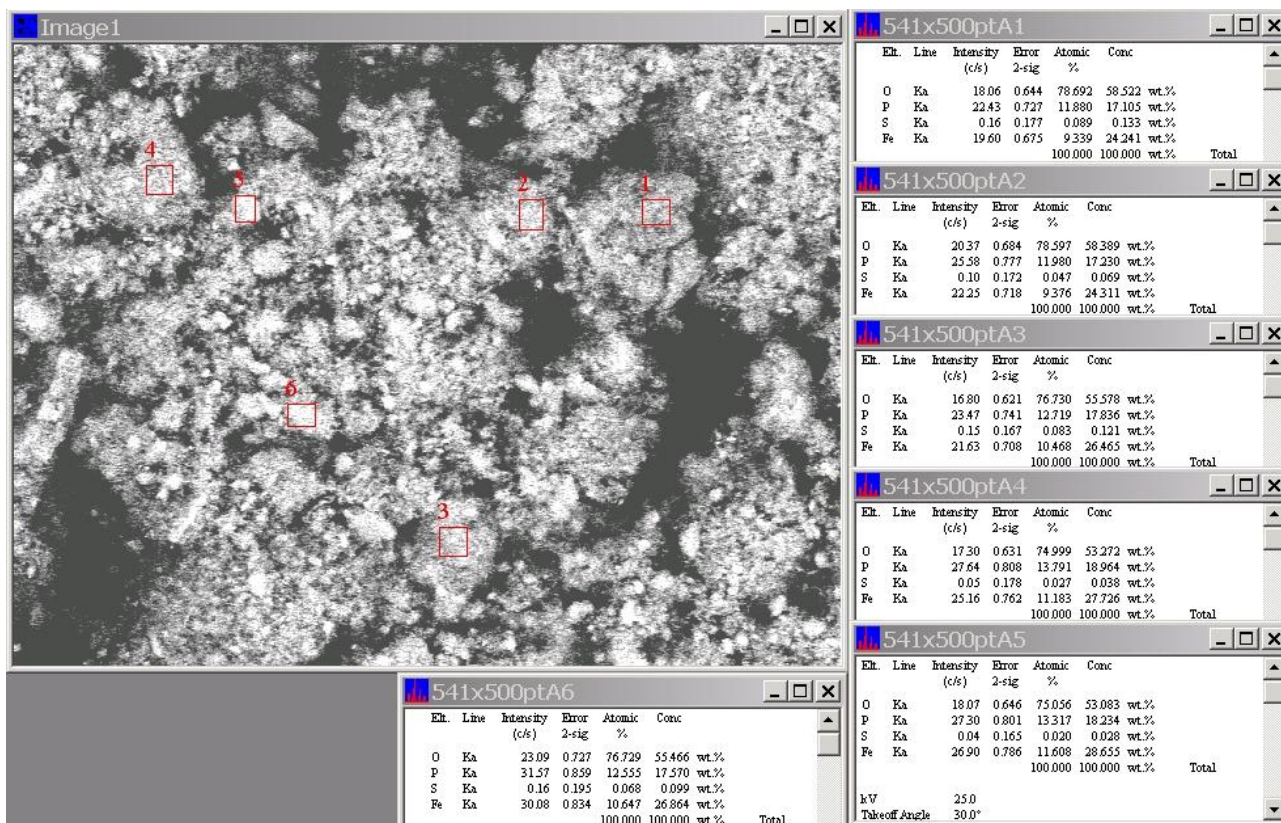 Image1
4
5
2
1
6
3
541x500ptA1
Elt. Line Intensity Error Atomic Conc
(c/s) 2-sig %
O Ka 18.06 0.644 78.692 58.522 wt.%
P Ka 22.43 0.727 11.880 17.105 wt.%
S Ka 0.16 0.177 0.089 0.133 wt.%
Fe Ka 19.60 0.675 9.339 24.241 wt.%
100.000 100.000 wt.% Total
541x500ptA2
Elt. Line Intensity Error Atomic Conc
(c/s) 2-sig %
O Ka 20.37 0.684 78.597 58.389 wt.%
P Ka 25.58 0.777 11.980 17.230 wt.%
S Ka 0.10 0.172 0.047 0.069 wt.%
Fe Ka 22.25 0.718 9.376 24.311 wt.%
100.000 100.000 wt.% Total
541x500ptA3
Elt. Line Intensity Error Atomic Conc
(c/s) 2-sig %
O Ka 16.80 0.621 76.730 55.578 wt.%
P Ka 23.47 0.741 12.719 17.836 wt.%
S Ka 0.15 0.167 0.083 0.121 wt.%
Fe Ka 21.63 0.708 10.468 26.465 wt.%
100.000 100.000 wt.% Total
541x500ptA4
Elt. Line Intensity Error Atomic Conc
(c/s) 2-sig %
O Ka 17.30 0.631 74.999 53.272 wt.%
P Ka 27.64 0.808 13.791 18.964 wt.%
S Ka 0.05 0.178 0.027 0.038 wt.%
Fe Ka 25.16 0.762 11.183 27.726 wt.%
100.000 100.000 wt.% Total
541x500ptA5
Elt. Line Intensity Error Atomic Conc
(c/s) 2-sig %
O Ka 18.07 0.646 75.056 53.083 wt.%
P Ka 27.30 0.801 13.317 18.234 wt.%
S Ka 0.04 0.165 0.020 0.028 wt.%
Fe Ka 26.90 0.786 11.608 28.655 wt.%
100.000 100.000 wt.% Total
kV 25.0
Takeoff Angle 30.0°
541x500ptA6
Elt. Line Intensity Error Atomic Conc
(c/s) 2-sig %
O Ka 23.09 0.727 76.729 55.466 wt.%
P Ka 31.57 0.859 12.555 17.570 wt.%
S Ka 0.16 0.195 0.068 0.099 wt.%
Fe Ka 30.08 0.834 10.647 26.864 wt.%
100.000 100.000 wt.% Total